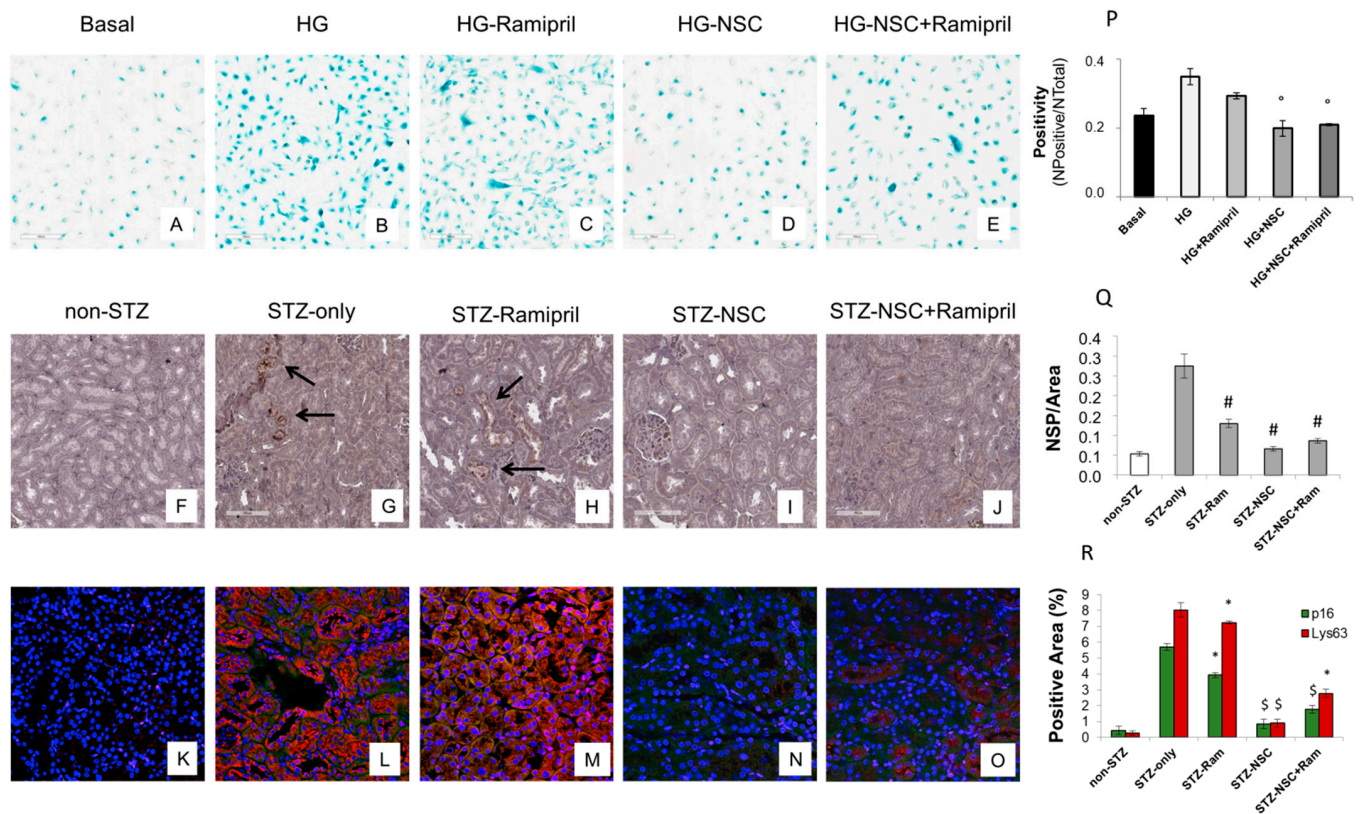 Basal
HG
HG-Ramipril
HG-NSC
HG-NSC+Ramipril
A
B
C
D
E
P
Positivity
(NPositive/NTotal)
0.4
0.2
0.0
°
°
Basal
HG
HG+Ramipril
HG+NSC
HG+NSC+Ramipril
non-STZ
STZ-only
STZ-Ramipril
STZ-NSC
STZ-NSC+Ramipril
F
G
H
I
J
Q
NSP/Area
0.4
0.3
0.3
0.2
0.2
0.1
0.1
0.0
#
#
#
non-STZ
STZ-only
STZ-Ram
STZ-NSC
STZ-NSC+Ram
K
L
M
N
O
R
Positive Area (%)
9
8
7
6
5
4
3
2
1
0
p16
Lys63
*
*
$ $
$
*
non-STZ
STZ-only
STZ-Ram
STZ-NSC
STZ-NSC+Ram